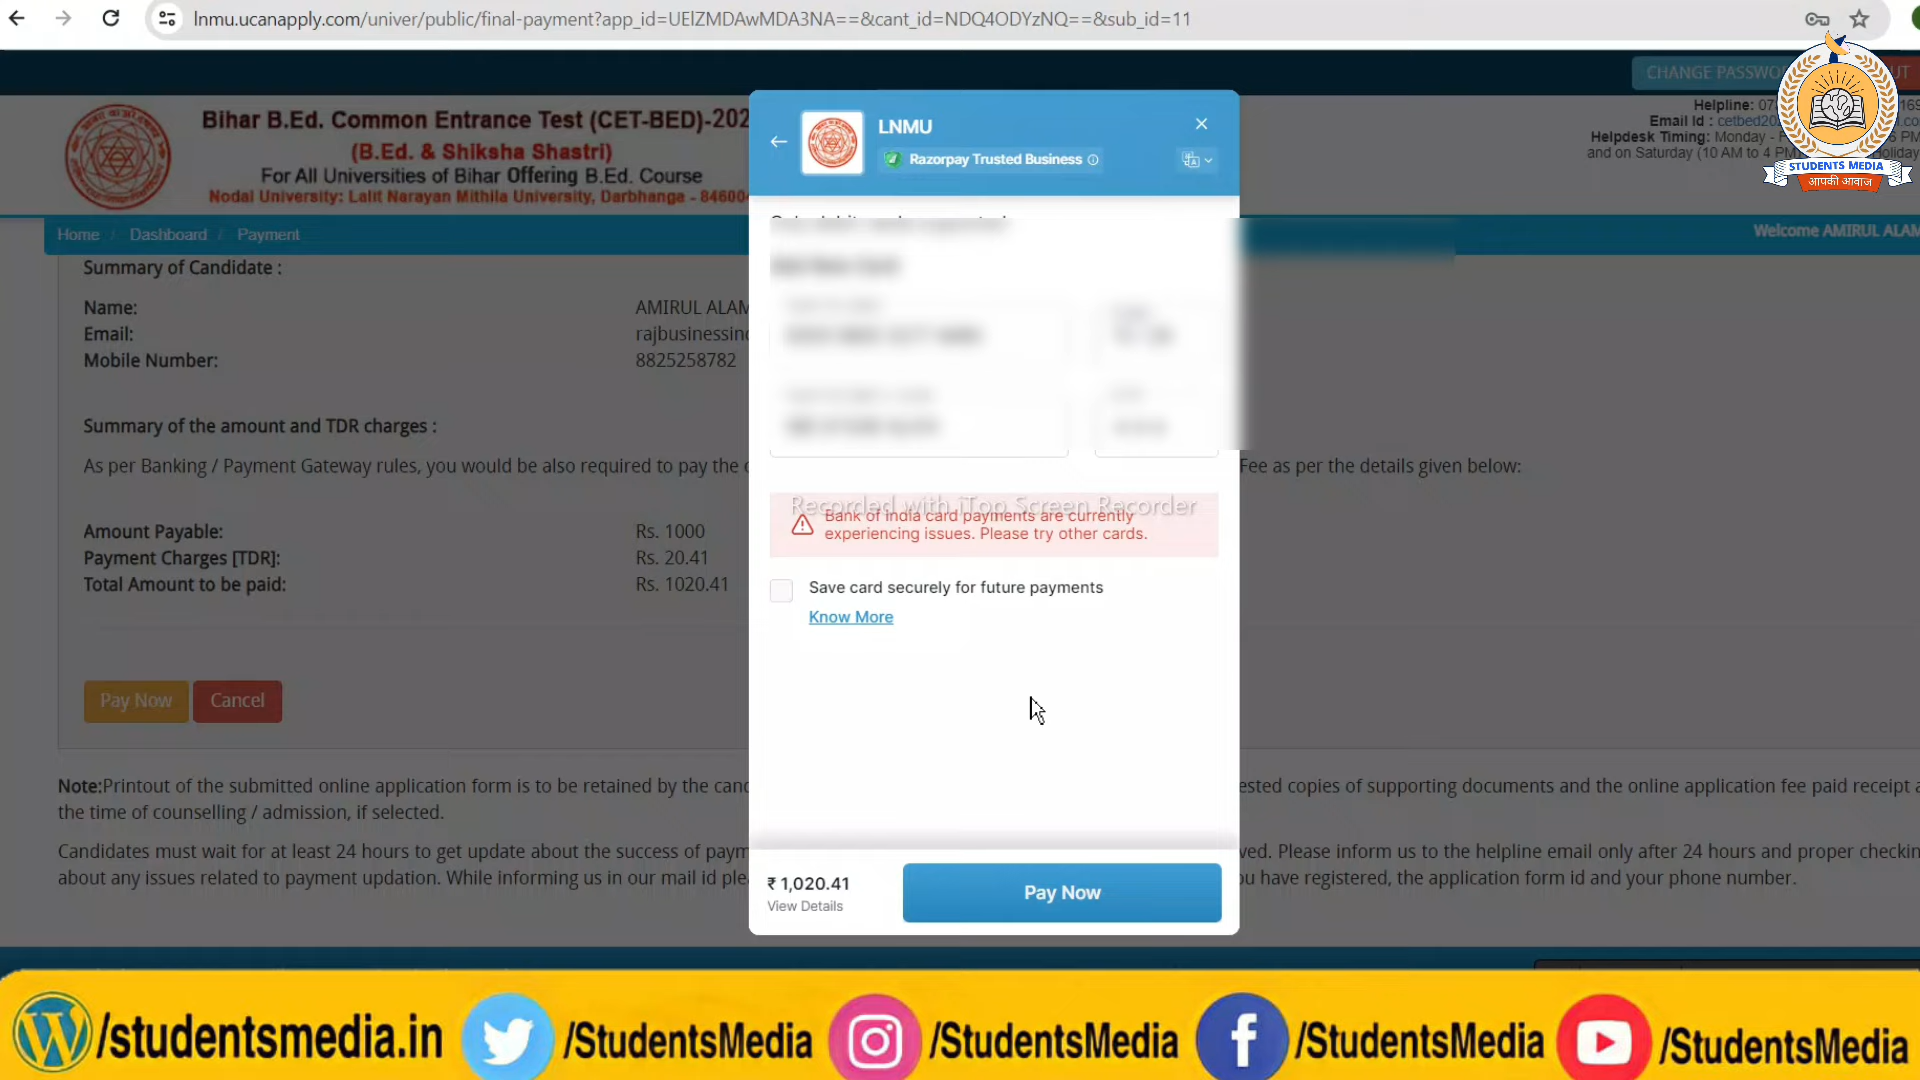 lnmu.ucanapply.com/univer/public/final-payment?app_id=UElZMDAwMDA3NA==&cant_id=NDQ4ODYzNQ==&sub_id=11
CHANGE PASSWO
UT
Bihar B.Ed. Common Entrance Test (CET-BED)-202
(B.Ed. & Shiksha Shastri)
For All Universities of Bihar Offering B.Ed. Course
Nodal University: Lalit Narayan Mithila University, Darbhanga - 84600
Helpline: 07
Email Id : cetbed20
Helpdesk Timing: Monday -
and on Saturday (10 AM to 4 PM)
STUDENTS MEDIA
आपकी आवाज़
Home / Dashboard / Payment
Welcome AMIRUL ALAM
LNMU
Razorpay Trusted Business
Summary of Candidate :
Name: AMIRUL ALAM
Email: rajbusinessind
Mobile Number: 8825258782
Summary of the amount and TDR charges :
As per Banking / Payment Gateway rules, you would be also required to pay the
Fee as per the details given below:
Amount Payable: Rs. 1000
Payment Charges [TDR]: Rs. 20.41
Total Amount to be paid: Rs. 1020.41
Pay Now Cancel
Recorded with iTop Screen Recorder
Bank of India card payments are currently
experiencing issues. Please try other cards.
Save card securely for future payments
Know More
₹ 1,020.41
View Details
Pay Now
Note:Printout of the submitted online application form is to be retained by the
ested copies of supporting documents and the online application fee paid receipt
the time of counselling / admission, if selected.
Candidates must wait for at least 24 hours to get update about the success of
ved. Please inform us to the helpline email only after 24 hours and proper checkin
about any issues related to payment updation. While informing us in our mail id
u have registered, the application form id and your phone number.
/studentsmedia.in
/StudentsMedia
/StudentsMedia
/StudentsMedia
/StudentsMedia